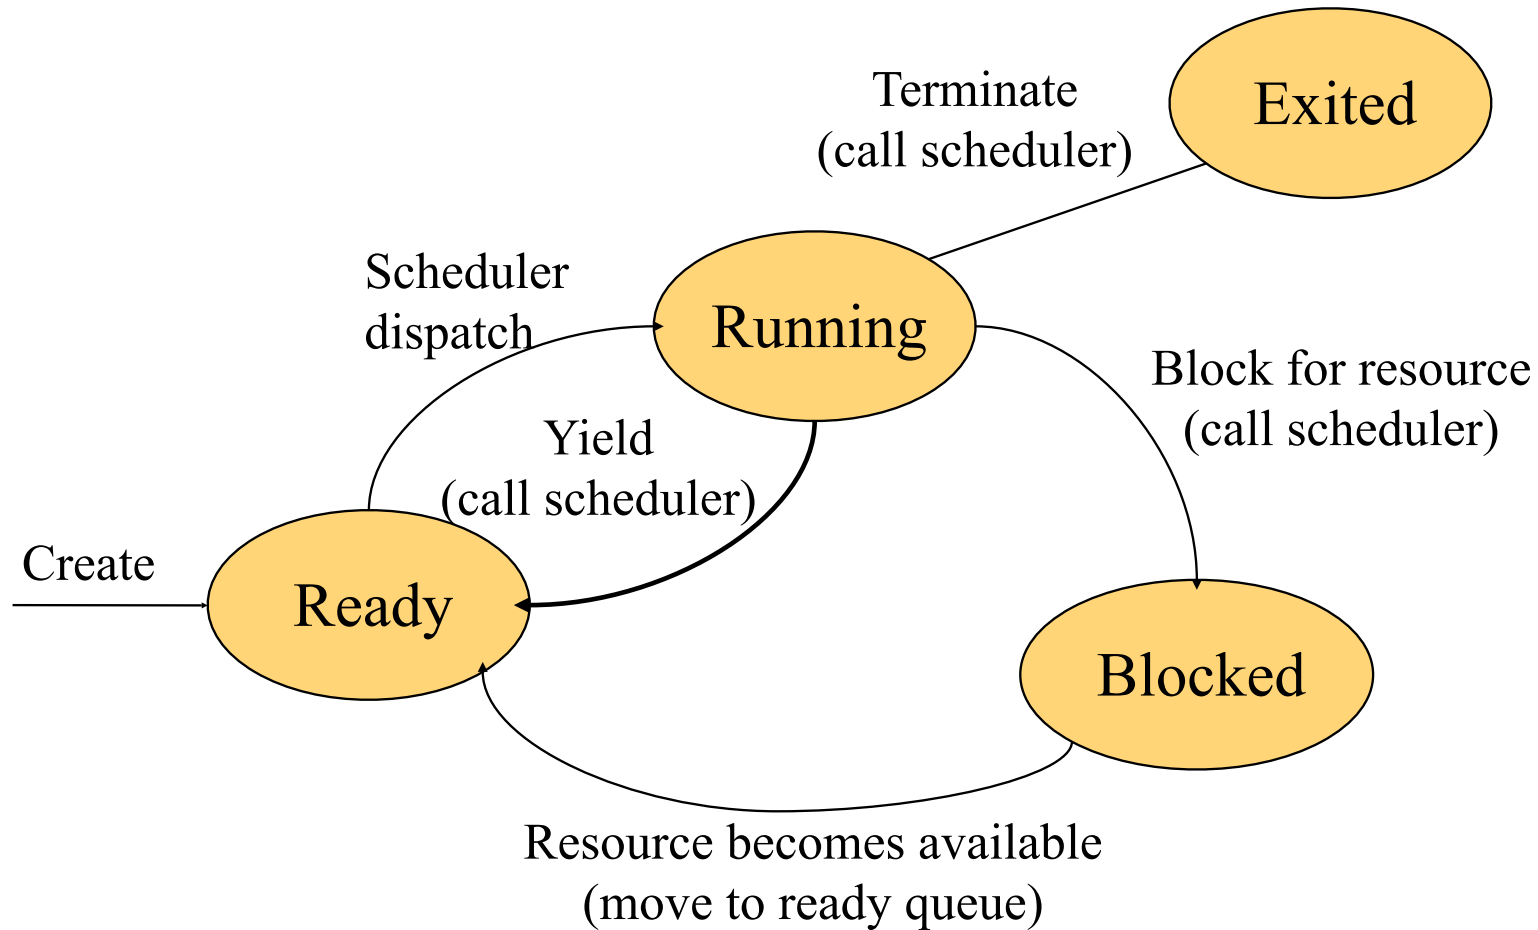 Terminate
(call scheduler)
Exited
Scheduler
dispatch
Running
Block for resource
(call scheduler)
Yield
(call scheduler)
Create
Ready
Blocked
Resource becomes available
(move to ready queue)